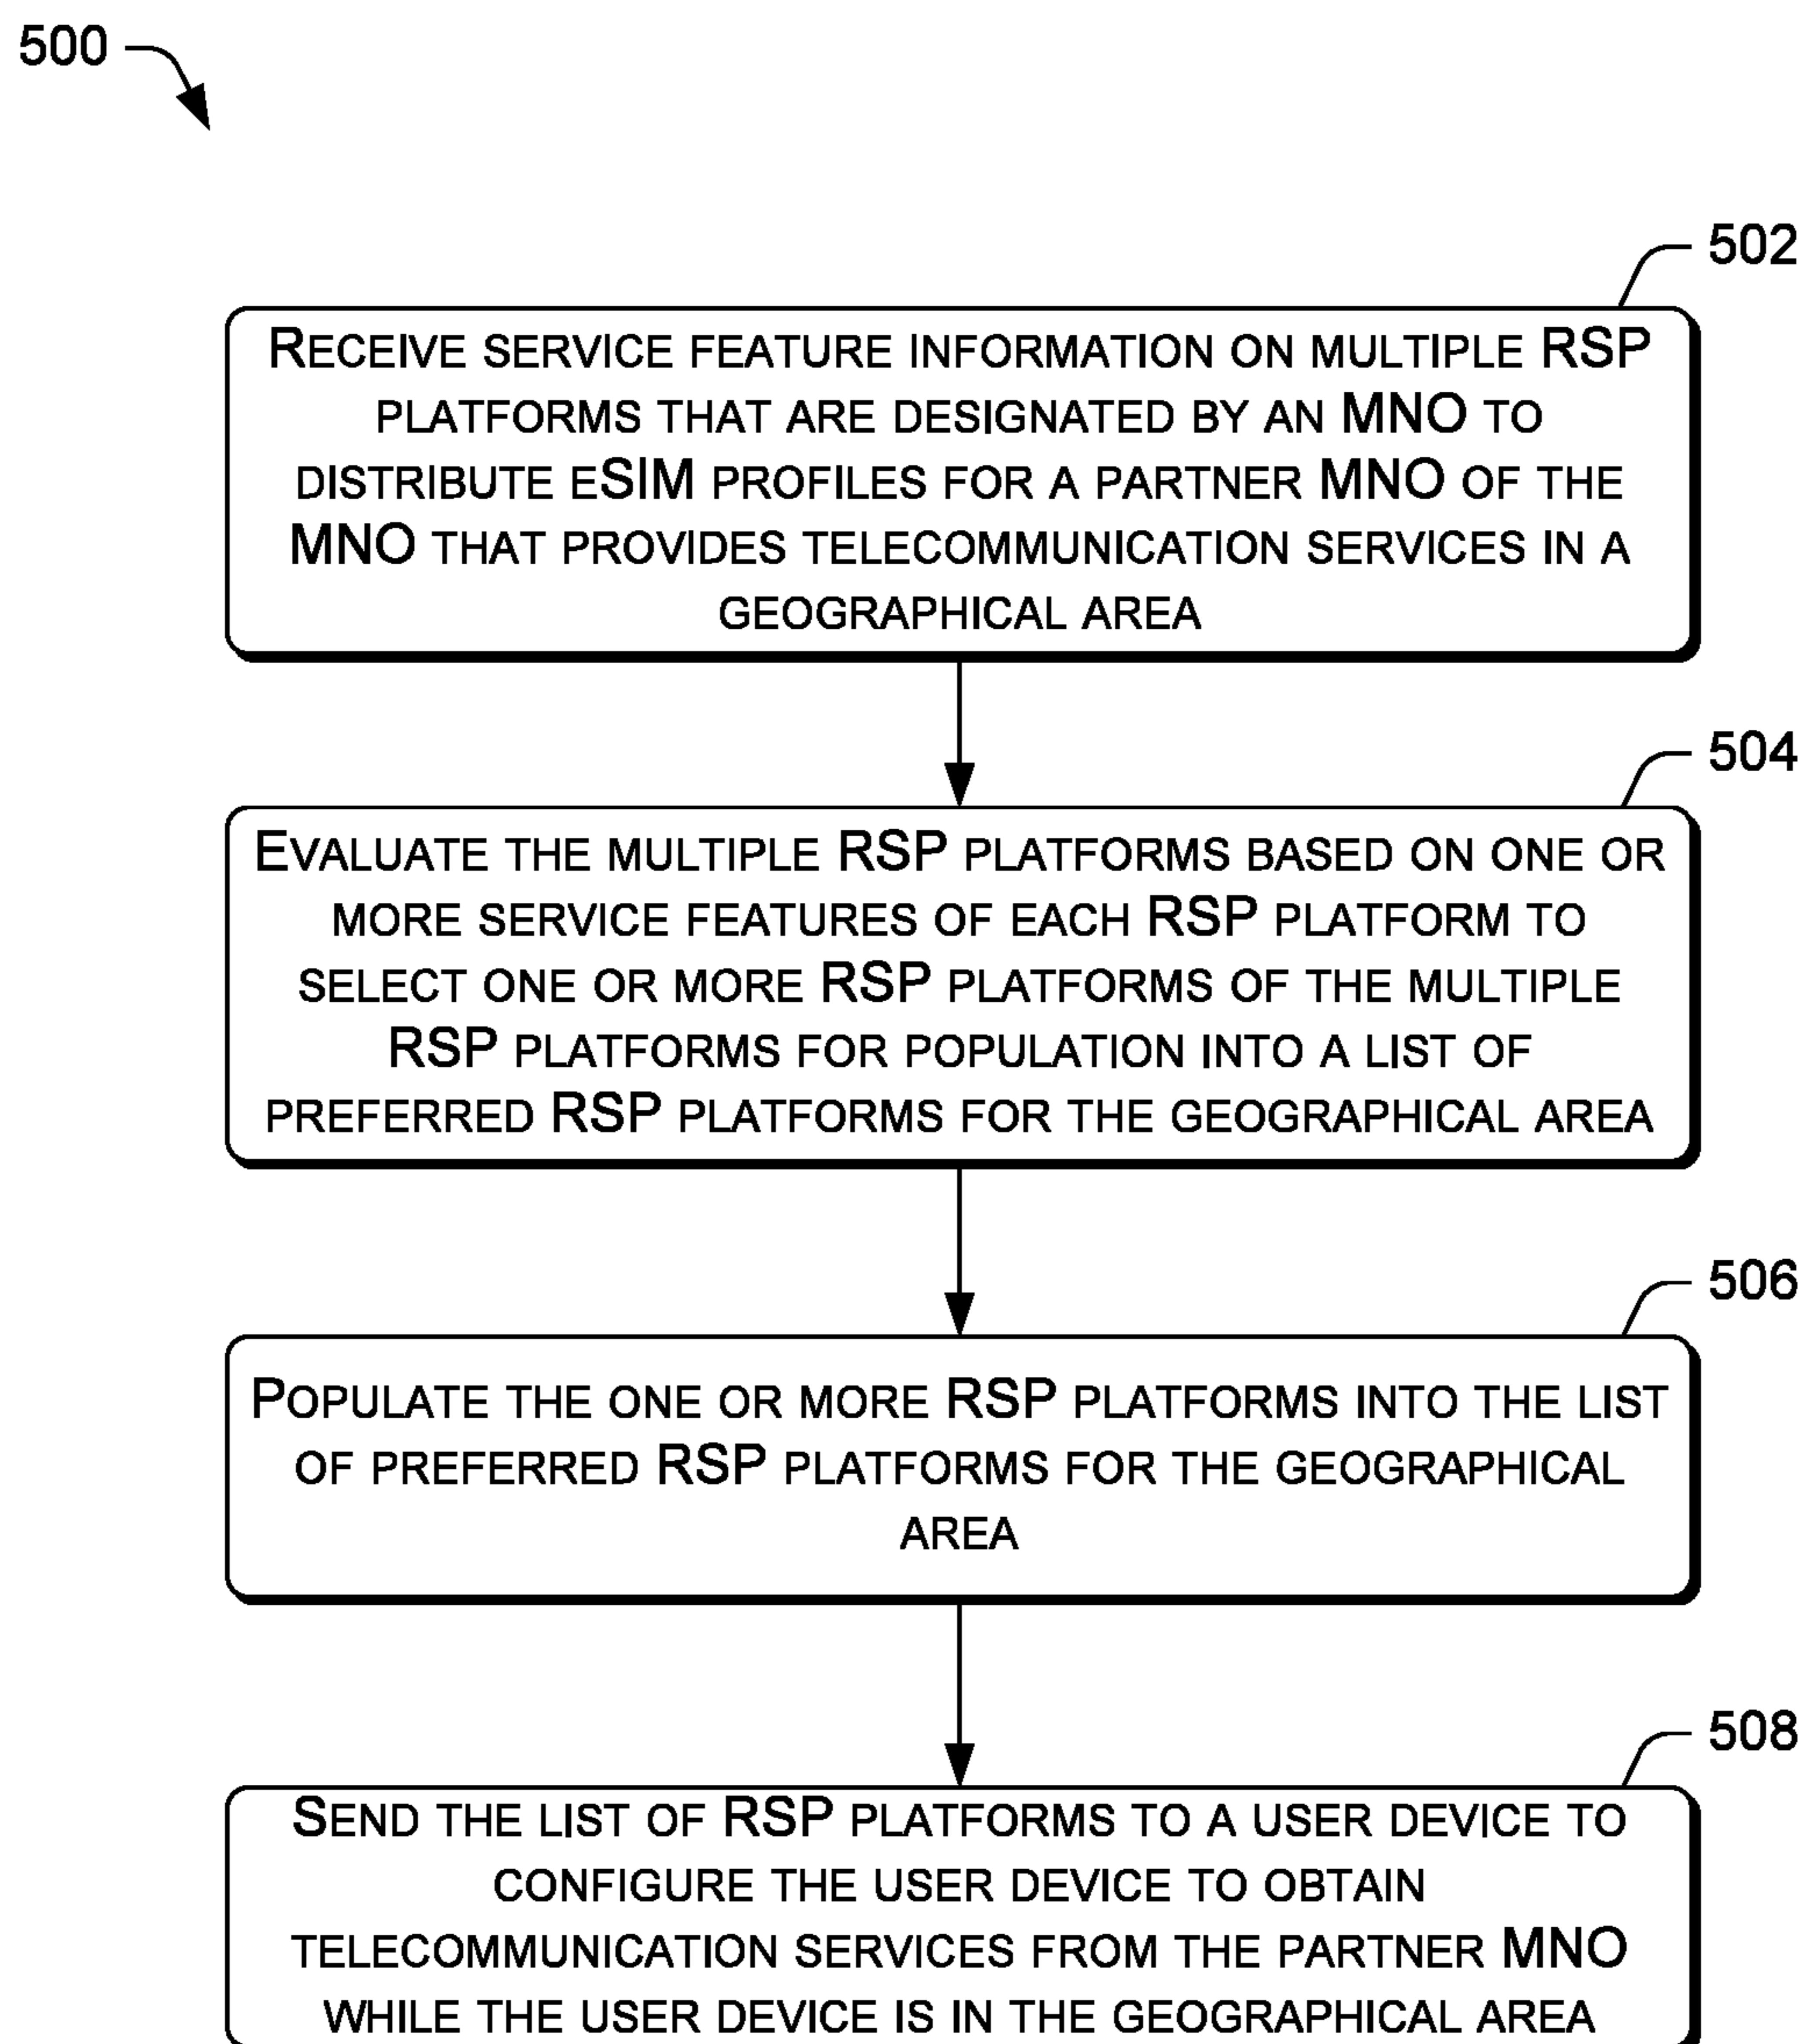 500
502
RECEIVE SERVICE FEATURE INFORMATION ON MULTIPLE RSP
PLATFORMS THAT ARE DESIGNATED BY AN MNO TO
DISTRIBUTE ESIM PROFILES FOR A PARTNER MNO OF THE
MNO THAT PROVIDES TELECOMMUNICATION SERVICES IN A
GEOGRAPHICAL AREA
504
EVALUATE THE MULTIPLE RSP PLATFORMS BASED ON ONE OR
MORE SERVICE FEATURES OF EACH RSP PLATFORM TO
SELECT ONE OR MORE RSP PLATFORMS OF THE MULTIPLE
RSP PLATFORMS FOR POPULATION INTO A LIST OF
PREFERRED RSP PLATFORMS FOR THE GEOGRAPHICAL AREA
506
POPULATE THE ONE OR MORE RSP PLATFORMS INTO THE LIST
OF PREFERRED RSP PLATFORMS FOR THE GEOGRAPHICAL
AREA
508
SEND THE LIST OF RSP PLATFORMS TO A USER DEVICE TO
CONFIGURE THE USER DEVICE TO OBTAIN
TELECOMMUNICATION SERVICES FROM THE PARTNER MNO
WHILE THE USER DEVICE IS IN THE GEOGRAPHICAL AREA